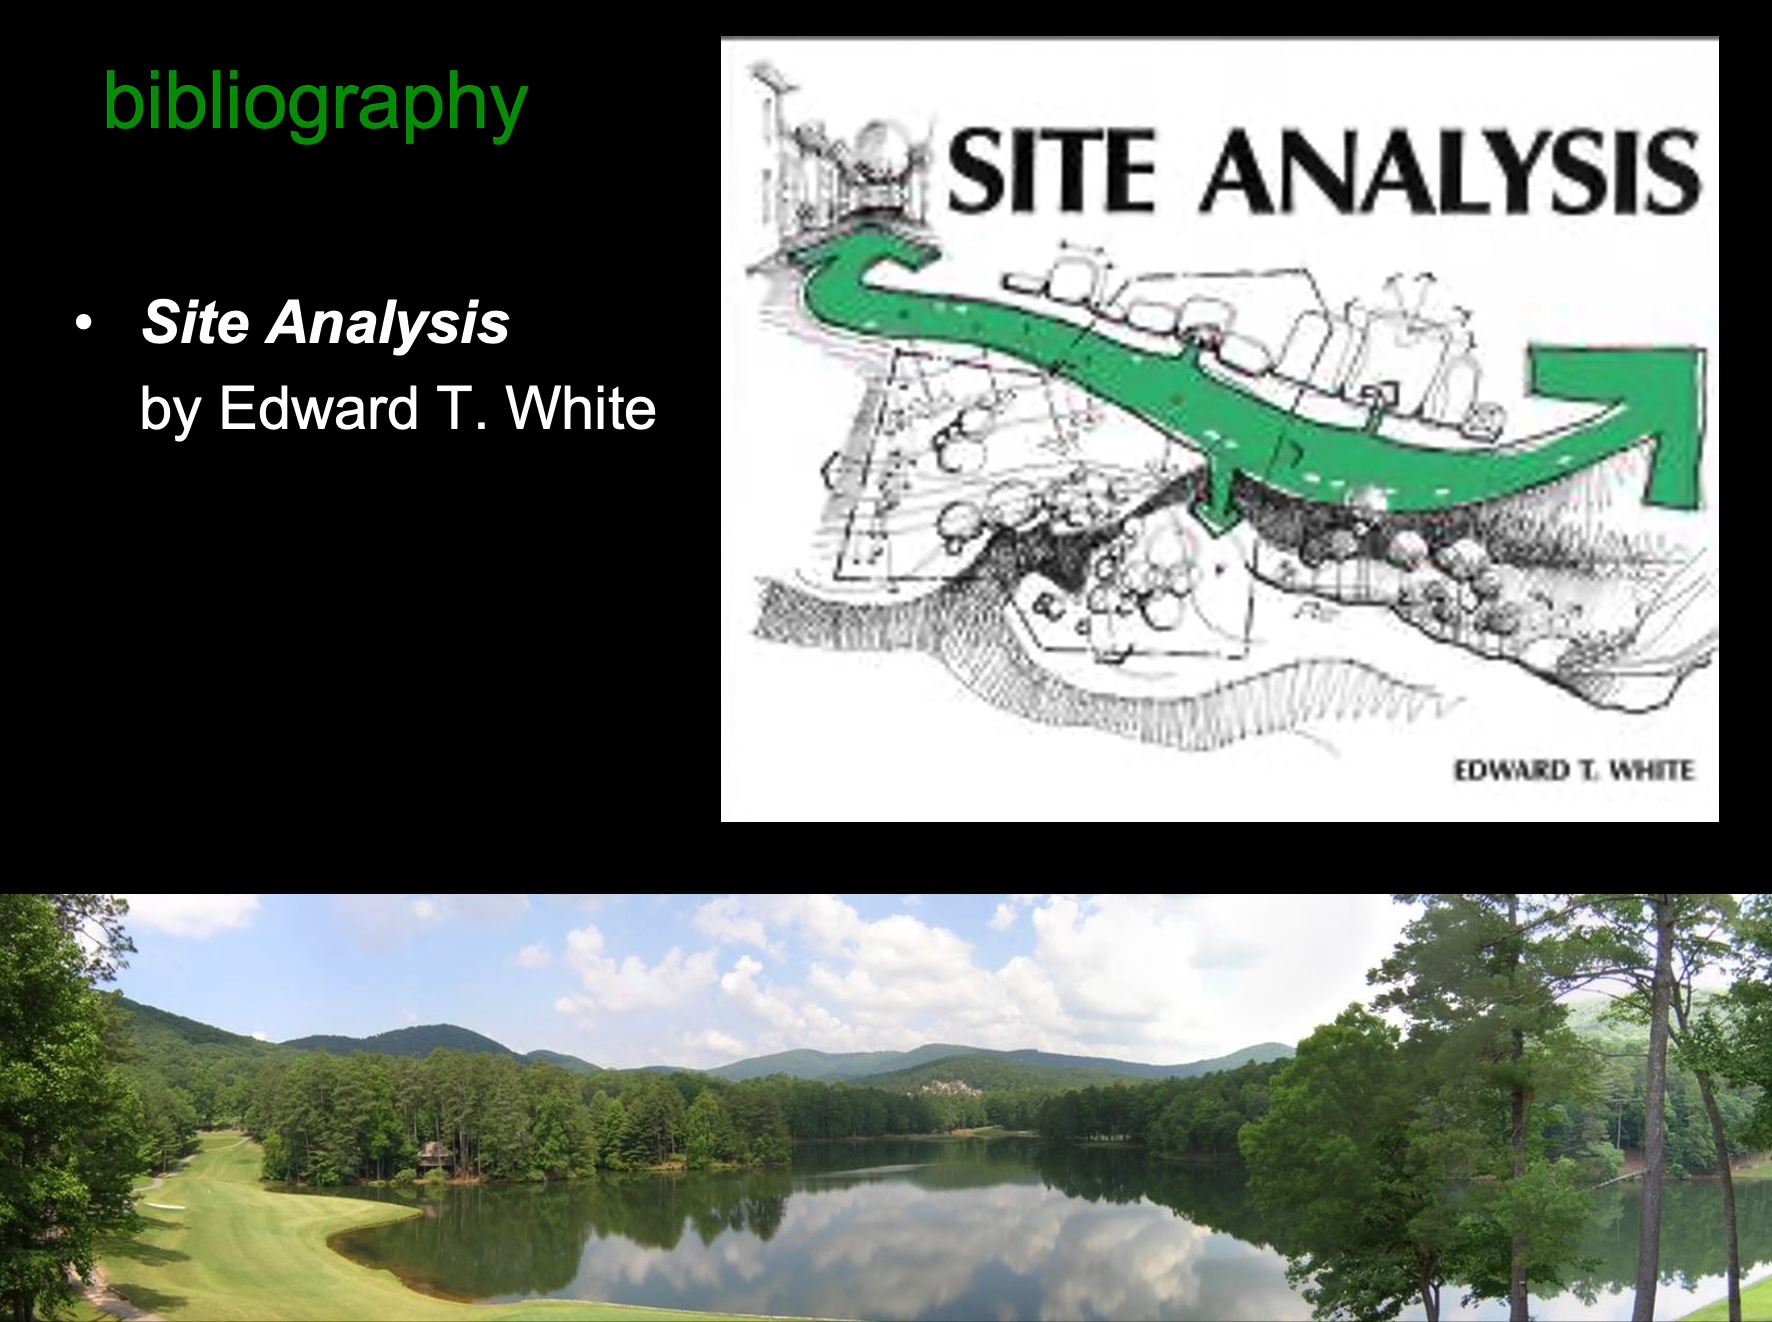 bibliography
• Site Analysis
by Edward T. White
SITE ANALYSIS
EDWARD T. WHITE